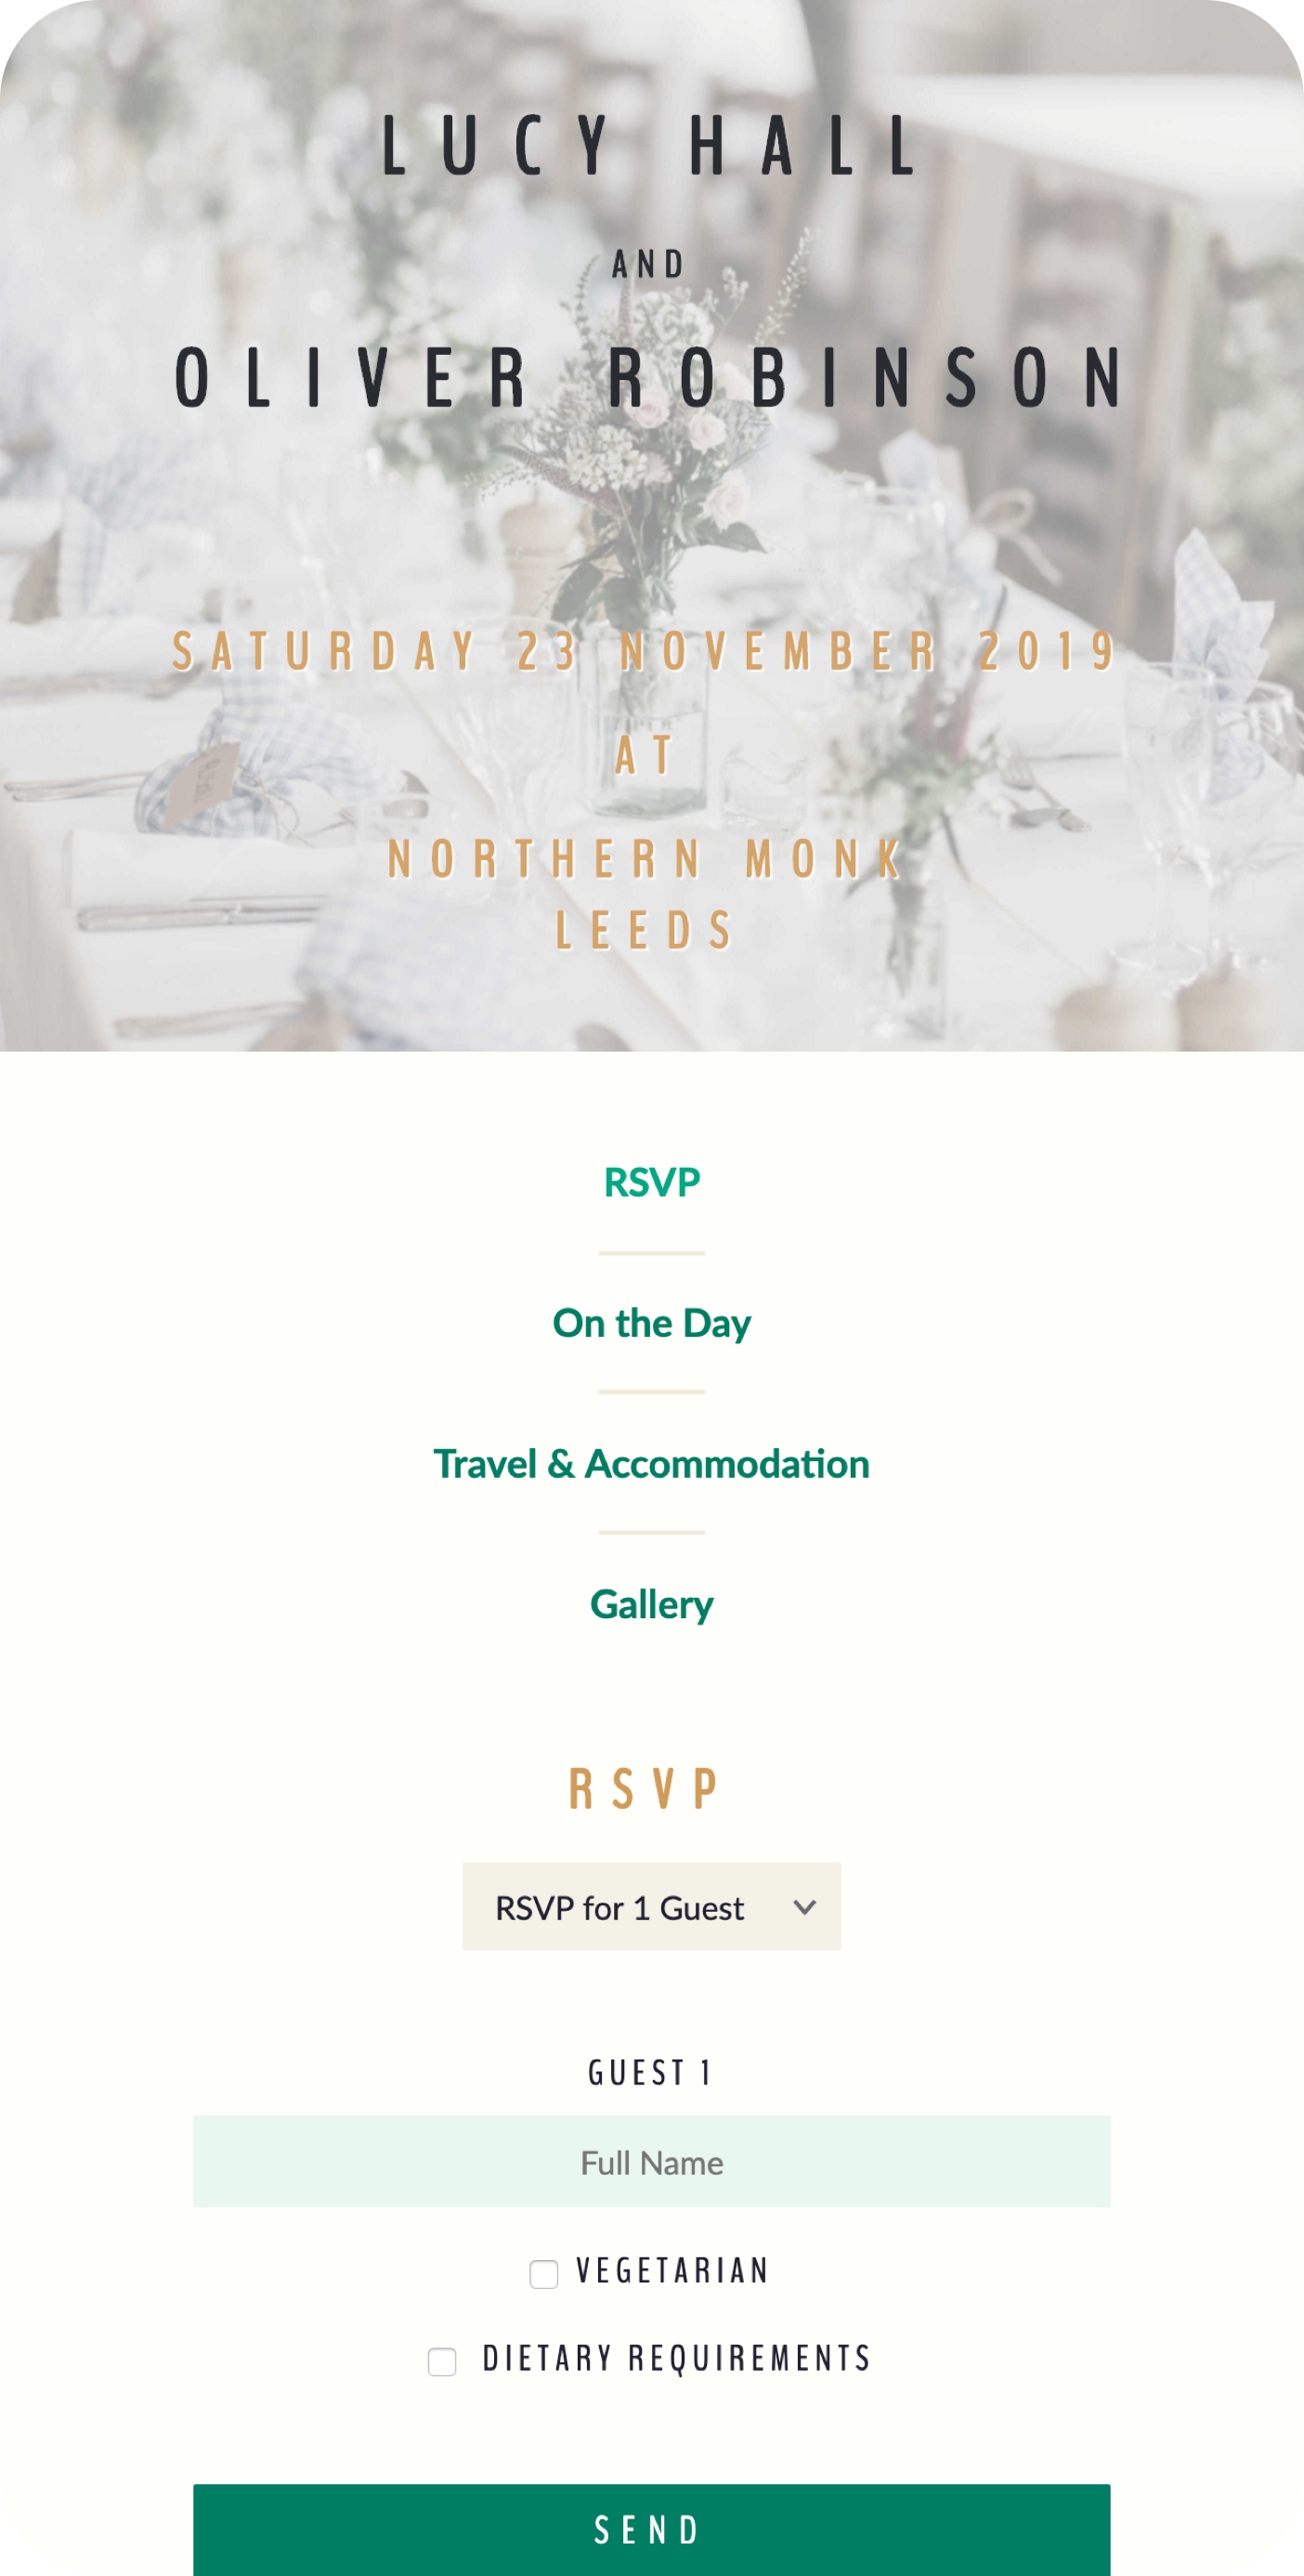 LUCY HALL
AND
OLIVER ROBINSON
SATURDAY 23 NOVEMBER 2019
AT
NORTHERN MONK
LEEDS
RSVP
On the Day
Travel & Accommodation
Gallery
RSVP
RSVP for 1 Guest
GUEST 1
Full Name
VEGETARIAN
DIETARY REQUIREMENTS
SEND